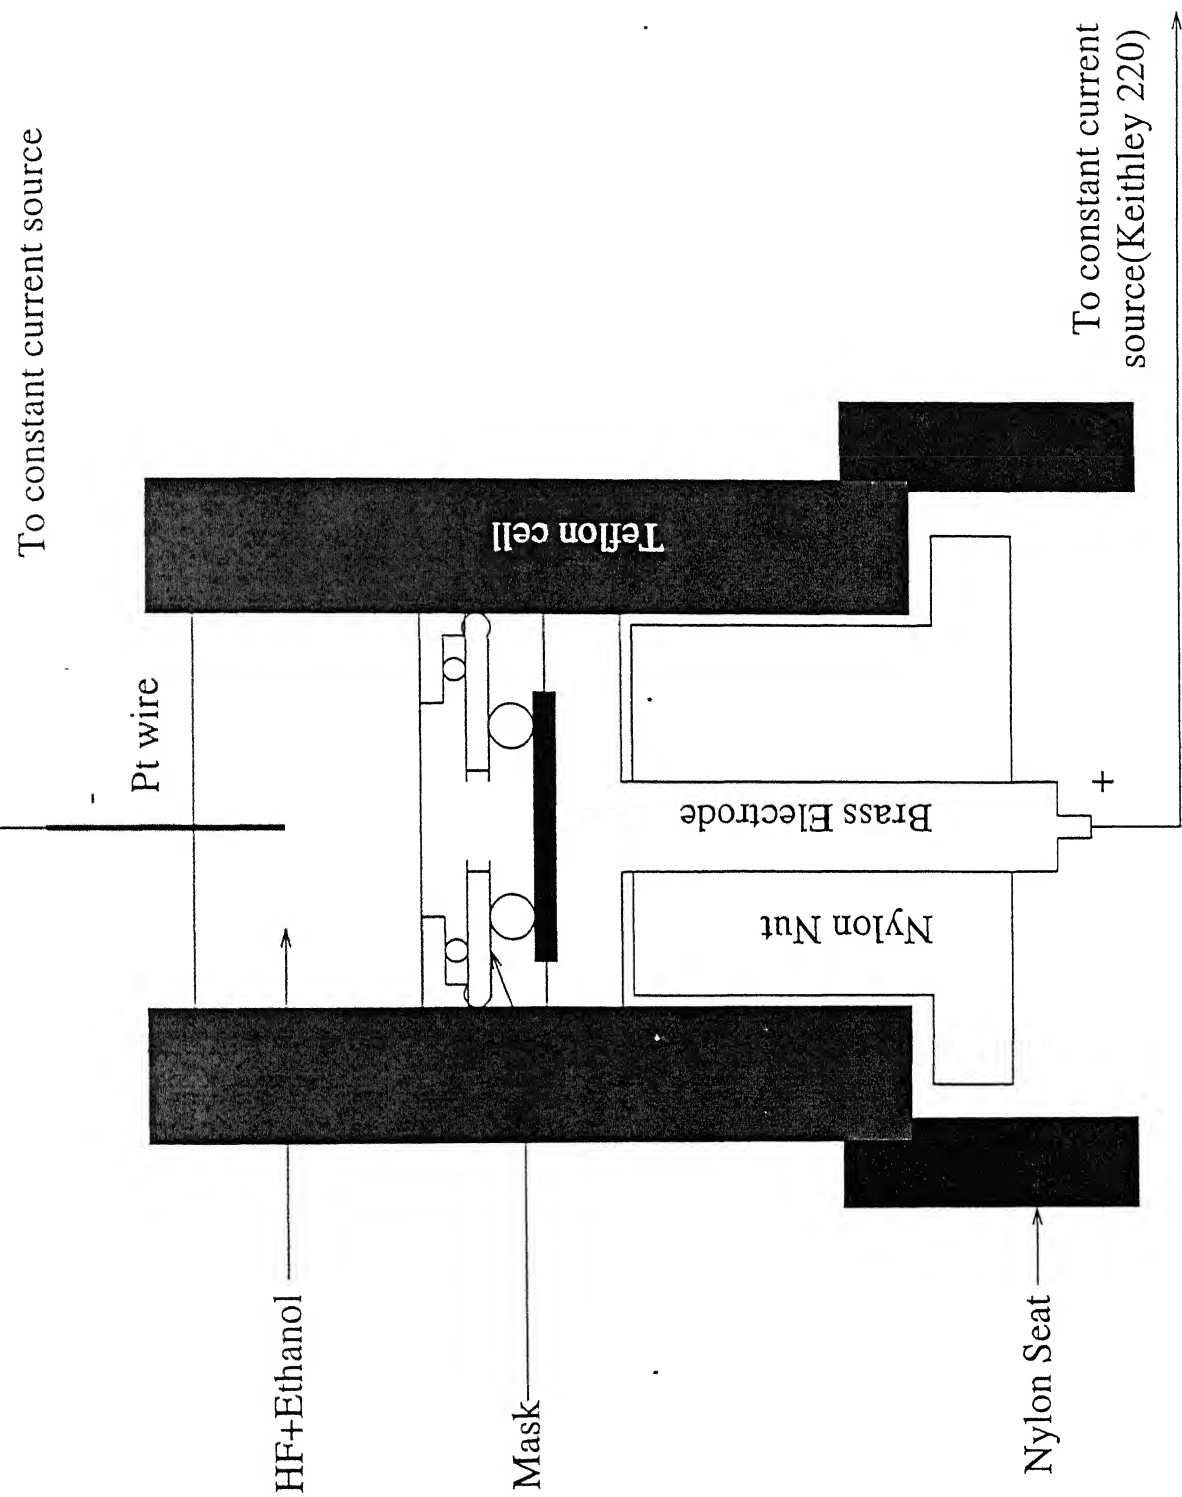 To constant current source
-
Pt wire
Teflon cell
HF+Ethanol
Mask
Brass Electrode
Nylon Nut
+
To constant current
source(Keithley 220)
Nylon Seat